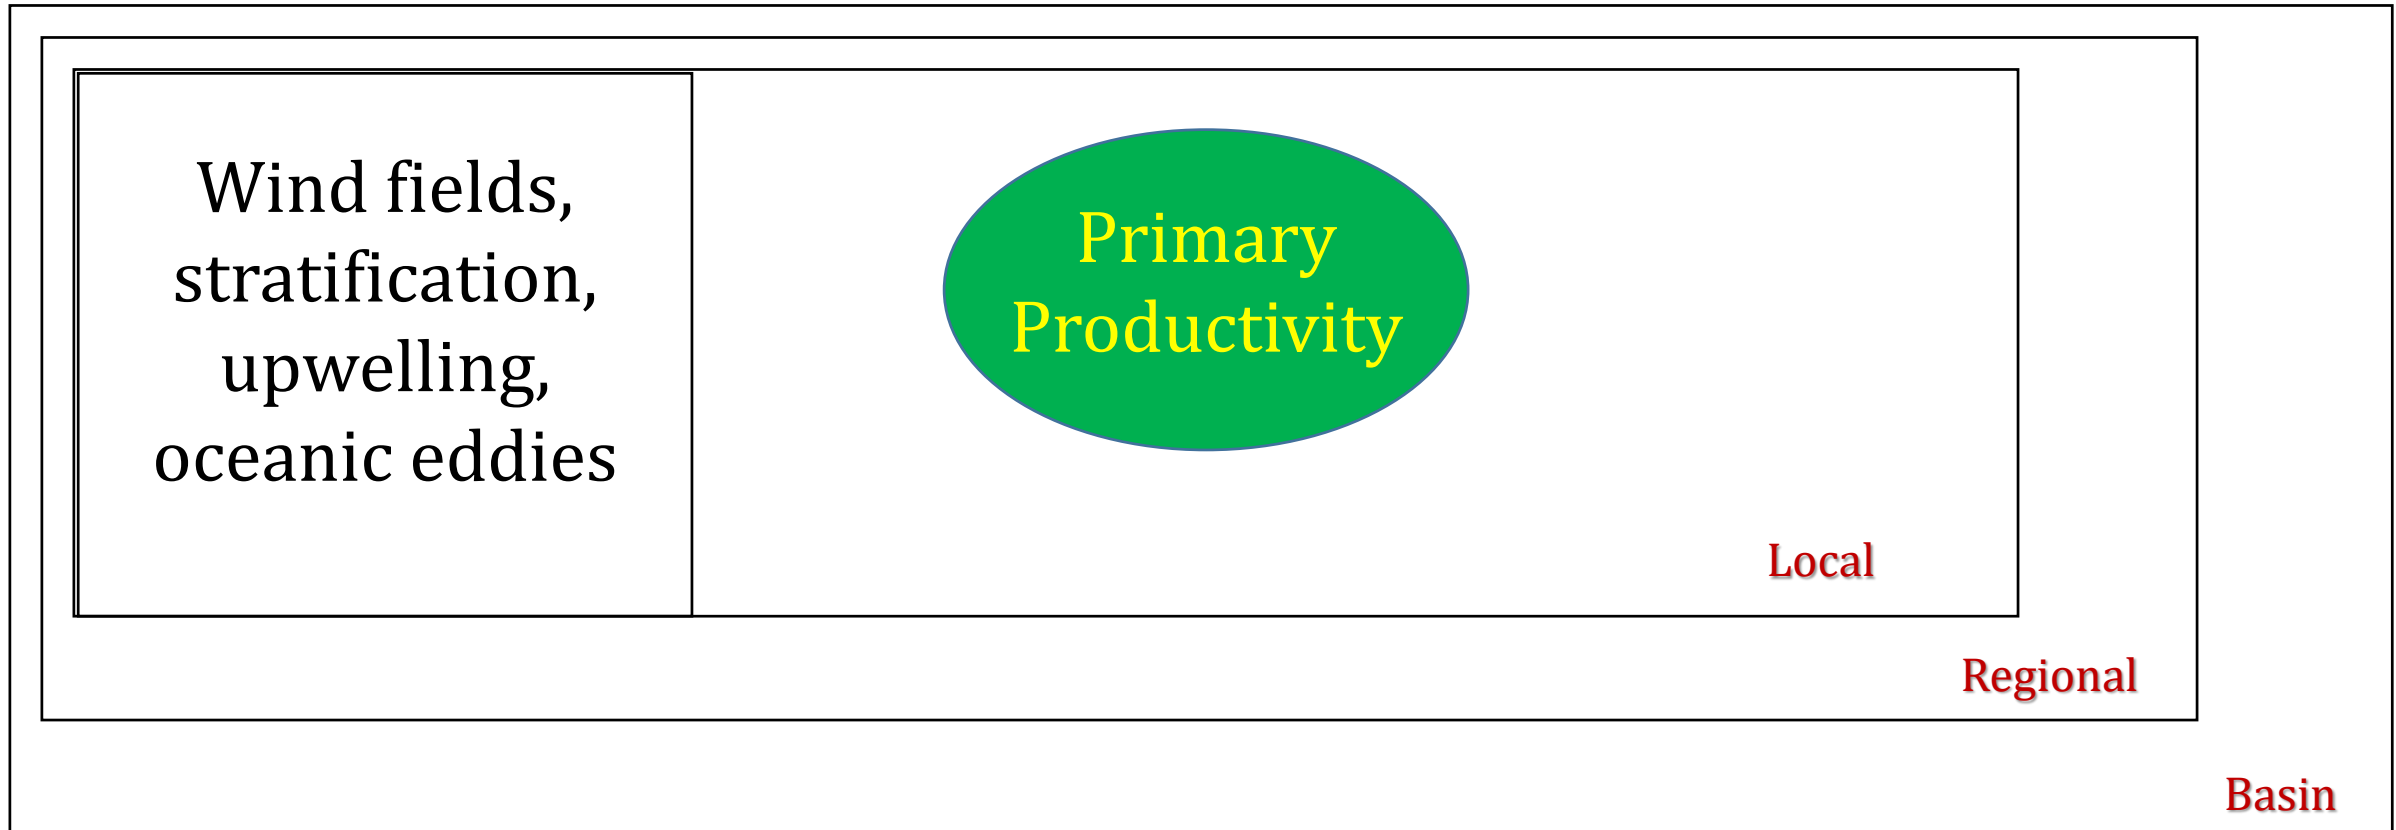 Wind fields,
stratification,
upwelling,
oceanic eddies
Primary
Productivity
Local
Regional
Basin